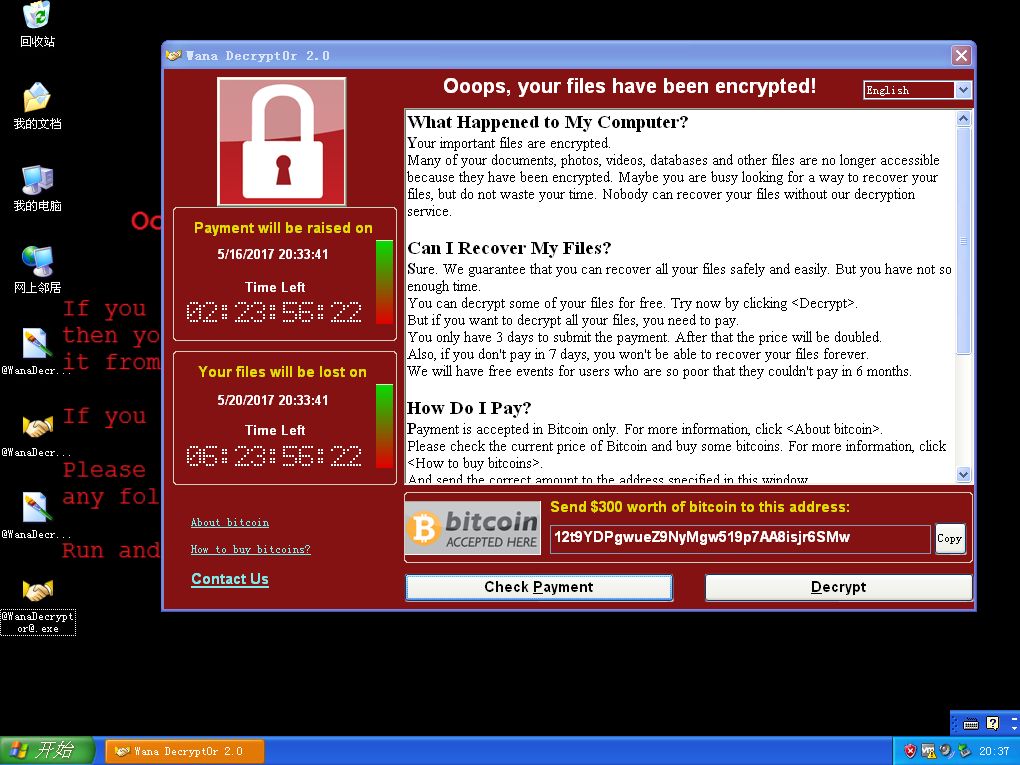 回收站
我的文档
我的电脑
网上邻居
@WanaDecr...
@WanaDecr...
@WanaDecr...
@WanaDecrypt
or@.exe
Oo
If you
then yo
it from
If you
Please
any fol
Run and
Wana Decrypt0r 2.0
Ooops, your files have been encrypted!
English
Payment will be raised on
5/16/2017 20:33:41
Time Left
02:23:56:22
Your files will be lost on
5/20/2017 20:33:41
Time Left
06:23:56:22
About bitcoin
How to buy bitcoins?
Contact Us
What Happened to My Computer?
Your important files are encrypted.
Many of your documents, photos, videos, databases and other files are no longer accessible
because they have been encrypted. Maybe you are busy looking for a way to recover your
files, but do not waste your time. Nobody can recover your files without our decryption
service.
Can I Recover My Files?
Sure. We guarantee that you can recover all your files safely and easily. But you have not so
enough time.
You can decrypt some of your files for free. Try now by clicking <Decrypt>.
But if you want to decrypt all your files, you need to pay.
You only have 3 days to submit the payment. After that the price will be doubled.
Also, if you don't pay in 7 days, you won't be able to recover your files forever.
We will have free events for users who are so poor that they couldn't pay in 6 months.
How Do I Pay?
Payment is accepted in Bitcoin only. For more information, click <About bitcoin>.
Please check the current price of Bitcoin and buy some bitcoins. For more information, click
<How to buy bitcoins>.
And send the correct amount to the address specified in this window
bitcoin
ACCEPTED HERE
Send $300 worth of bitcoin to this address:
12t9YDPgwueZ9NyMgw519p7AA8isjr6SMw
Copy
Check Payment
Decrypt
开始
Wana Decrypt0r 2.0
20:37